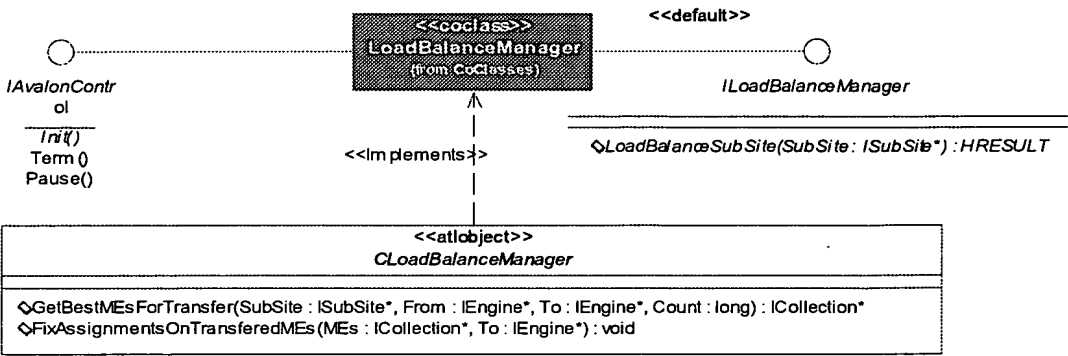 <<coclass>>
LoadBalanceManager
(from CoClasses)
<<default>>
IAvalonContr
ol
Init()
Term ()
Pause()
ILoadBalanceManager
LoadBalanceSubSite(SubSite : ISubSite*) : HRESULT
<<Implements>>
<<atlobject>>
CLoadBalanceManager
GetBestMEsForTransfer(SubSite : ISubSite*, From : IEngine*, To : IEngine*, Count : long) : ICollection*
FixAssignmentsOnTransferedMEs(MEs : ICollection*, To : IEngine*) : void